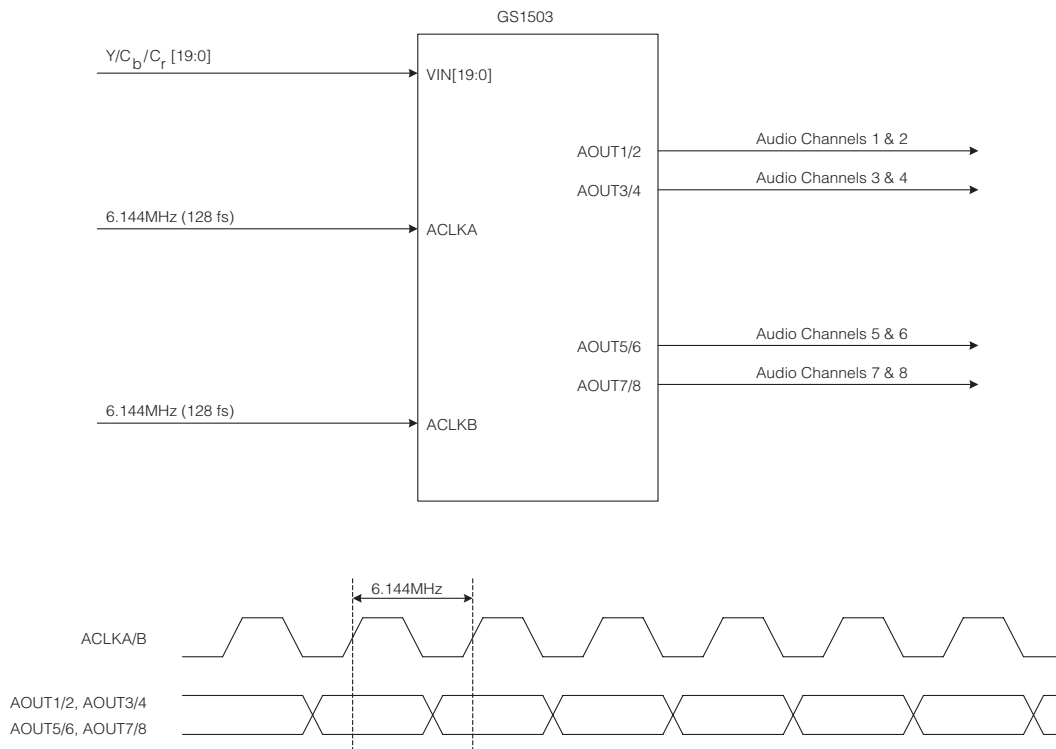 GS1503
Y/Cb/Cr [19:0]
VIN[19:0]
AOUT1/2
Audio Channels 1 & 2
AOUT3/4
Audio Channels 3 & 4
6.144MHz (128 fs)
ACLKA
AOUT5/6
Audio Channels 5 & 6
AOUT7/8
Audio Channels 7 & 8
6.144MHz (128 fs)
ACLKB
6.144MHz
ACLKA/B
AOUT1/2, AOUT3/4
AOUT5/6, AOUT7/8